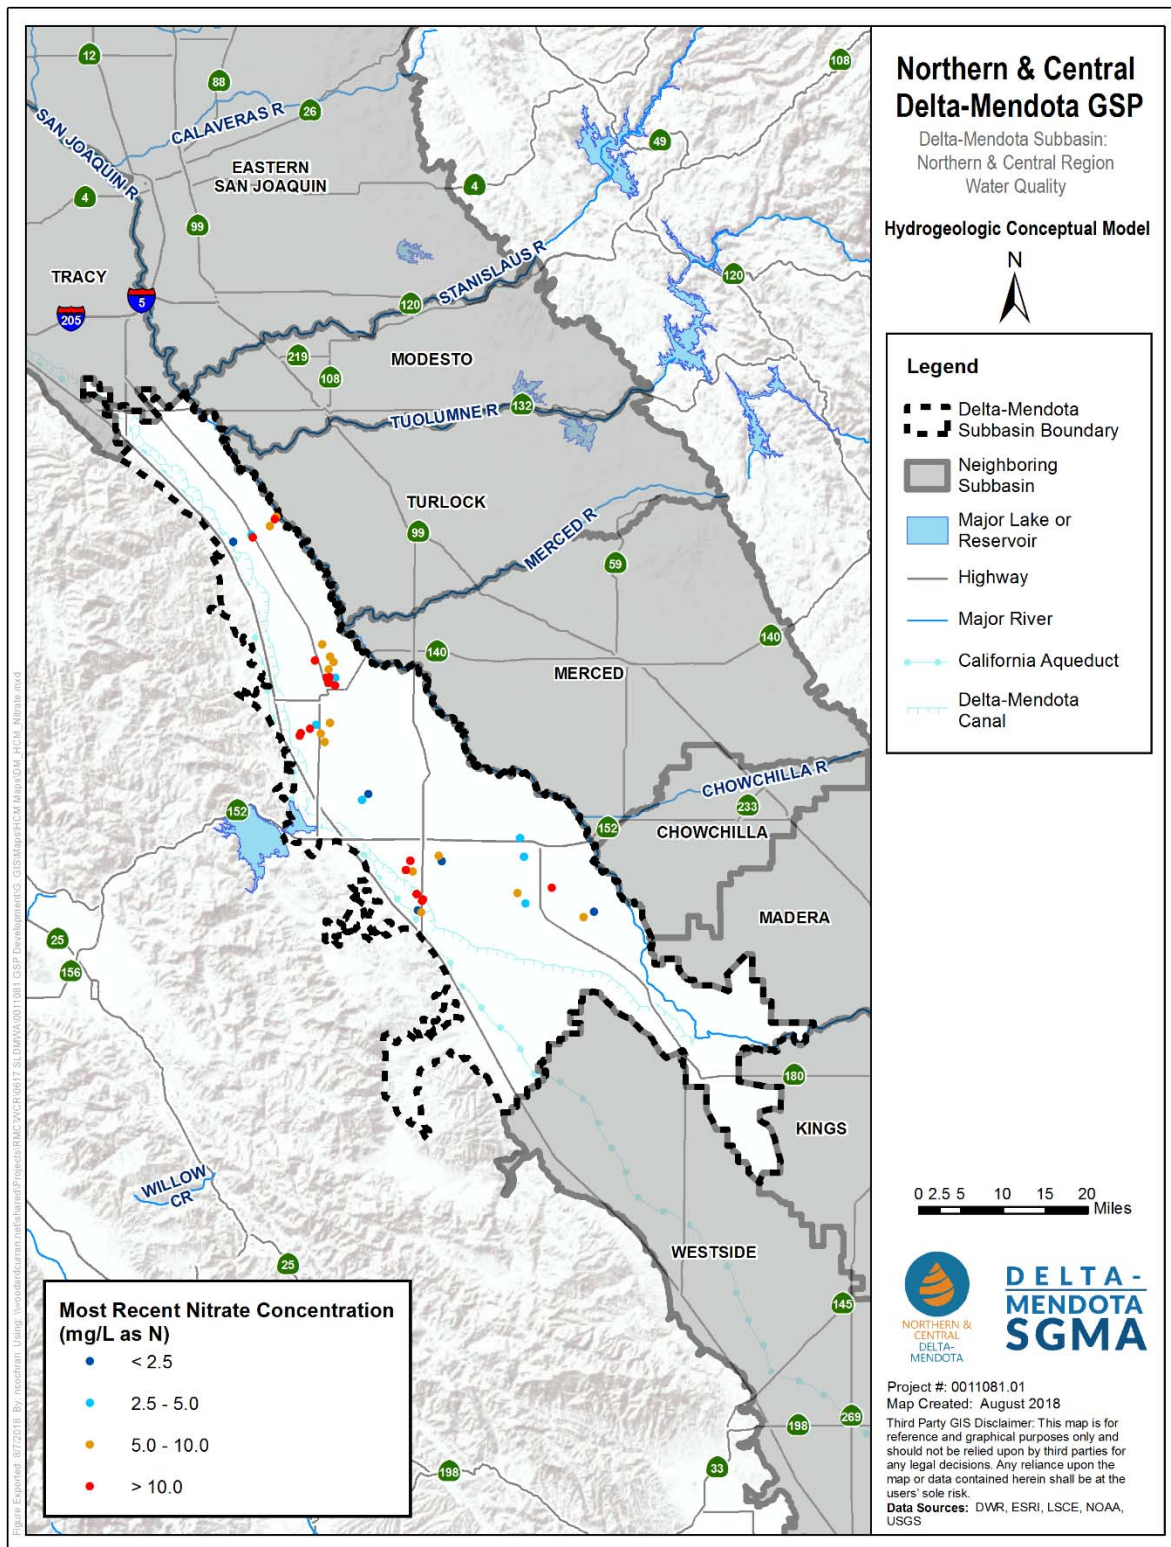 Northern & Central
Delta-Mendota GSP
Delta-Mendota Subbasin:
Northern & Central Region
Water Quality
Hydrogeologic Conceptual Model
N
Legend
Delta-Mendota
Subbasin Boundary
Neighboring
Subbasin
Major Lake or
Reservoir
Highway
Major River
California Aqueduct
Delta-Mendota
Canal
0 2.5 5 10 15 20
Miles
NORTHERN &
CENTRAL
DELTA-
MENDOTA
DELTA-
MENDOTA
SGMA
Project #: 0011081.01
Map Created: August 2018
Third Party GIS Disclaimer: This map is for
reference and graphical purposes only and
should not be relied upon by third parties for
any legal decisions. Any reliance upon the
map or data contained herein shall be at the
users' sole risk.
Data Sources: DWR, ESRI, LSCE, NOAA,
USGS
12
88
26
108
SAN JOAQUIN R
CALAVERAS R
49
EASTERN
SAN JOAQUIN
4
4
99
TRACY
STANISLAUS R
120
5
205
120
219
MODESTO
108
TUOLUMNE R
132
TURLOCK
99
MERCED R
59
140
140
MERCED
CHOWCHILLA R
233
152
152
CHOWCHILLA
MADERA
25
156
180
KINGS
WILLOW
CR
WESTSIDE
25
145
198
269
198
33
Most Recent Nitrate Concentration
(mg/L as N)
< 2.5
2.5 - 5.0
5.0 - 10.0
> 10.0